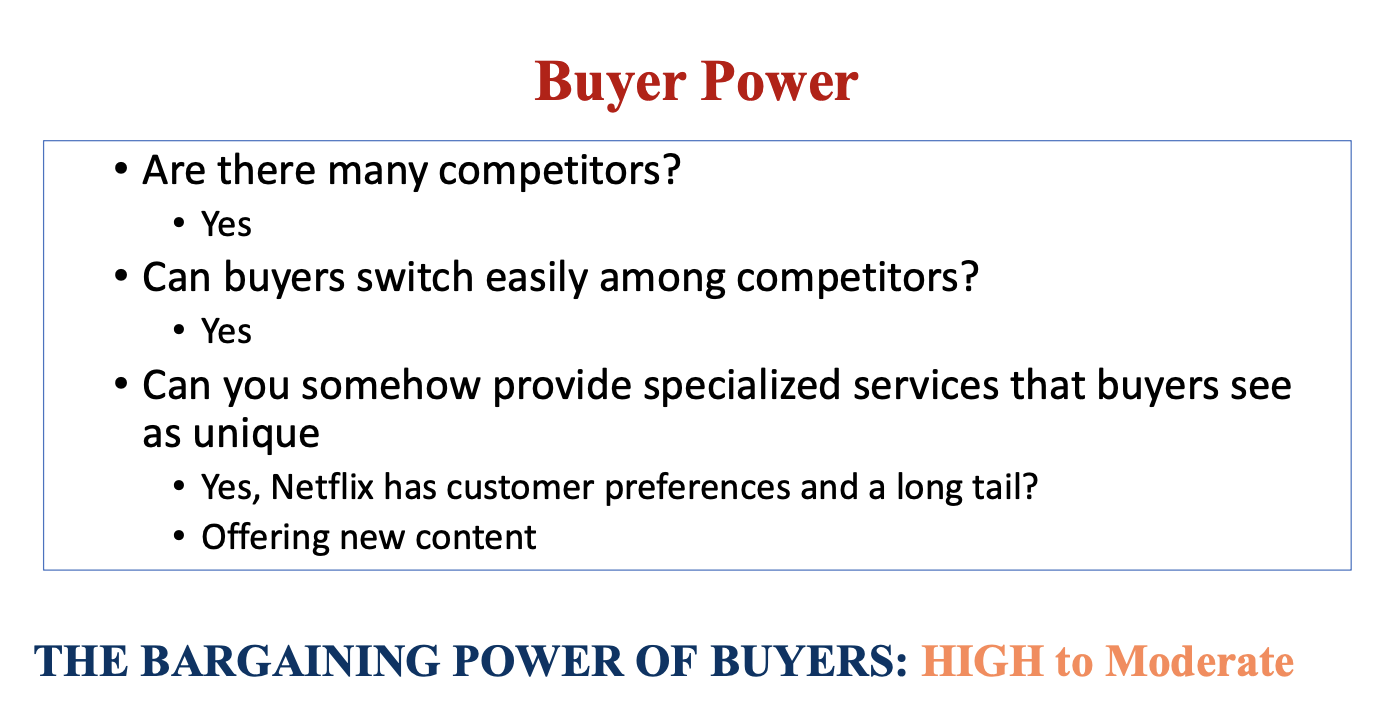 Buyer Power
• Are there many competitors?
• Yes
• Can buyers switch easily among competitors?
• Yes
• Can you somehow provide specialized services that buyers see
as unique
• Yes, Netflix has customer preferences and a long tail?
• Offering new content
THE BARGAINING POWER OF BUYERS: HIGH to Moderate